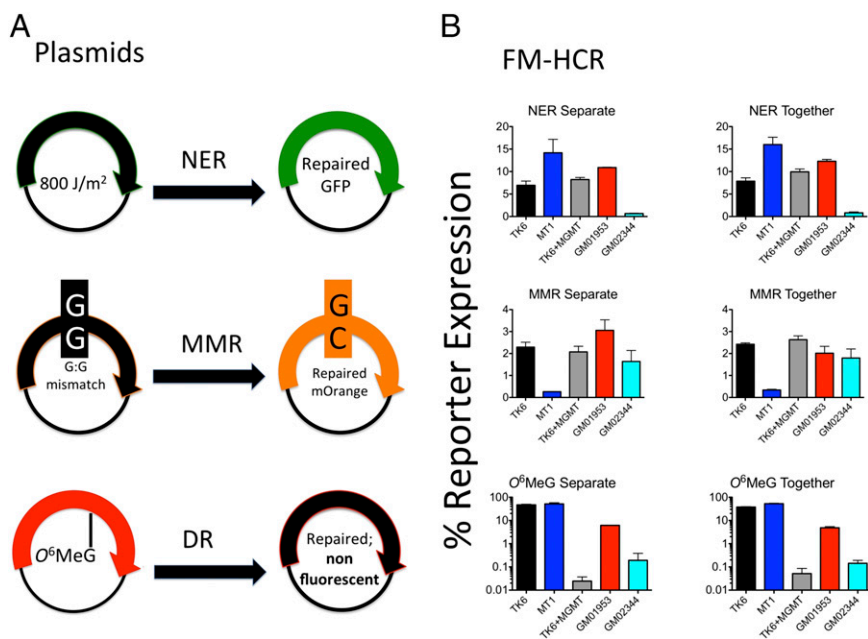 A
Plasmids
800 J/m²
NER
Repaired
GFP
G
G
G:G
mismatch
MMR
G
C
Repaired
mOrange
O⁶MeG
DR
Repaired;
non
fluorescent
B
FM-HCR
% Reporter Expression
NER Separate
20
15
10
5
0
TK6
MT1
TK6+MGMT
GM01953
GM02344
NER Together
20
15
10
5
0
TK6
MT1
TK6+MGMT
GM01953
GM02344
MMR Separate
4
3
2
1
0
TK6
MT1
TK6+MGMT
GM01953
GM02344
MMR Together
4
3
2
1
0
TK6
MT1
TK6+MGMT
GM01953
GM02344
O⁶MeG Separate
100
10
1
0.1
0.01
TK6
MT1
TK6+MGMT
GM01953
GM02344
O⁶MeG Together
100
10
1
0.1
0.01
TK6
MT1
TK6+MGMT
GM01953
GM02344